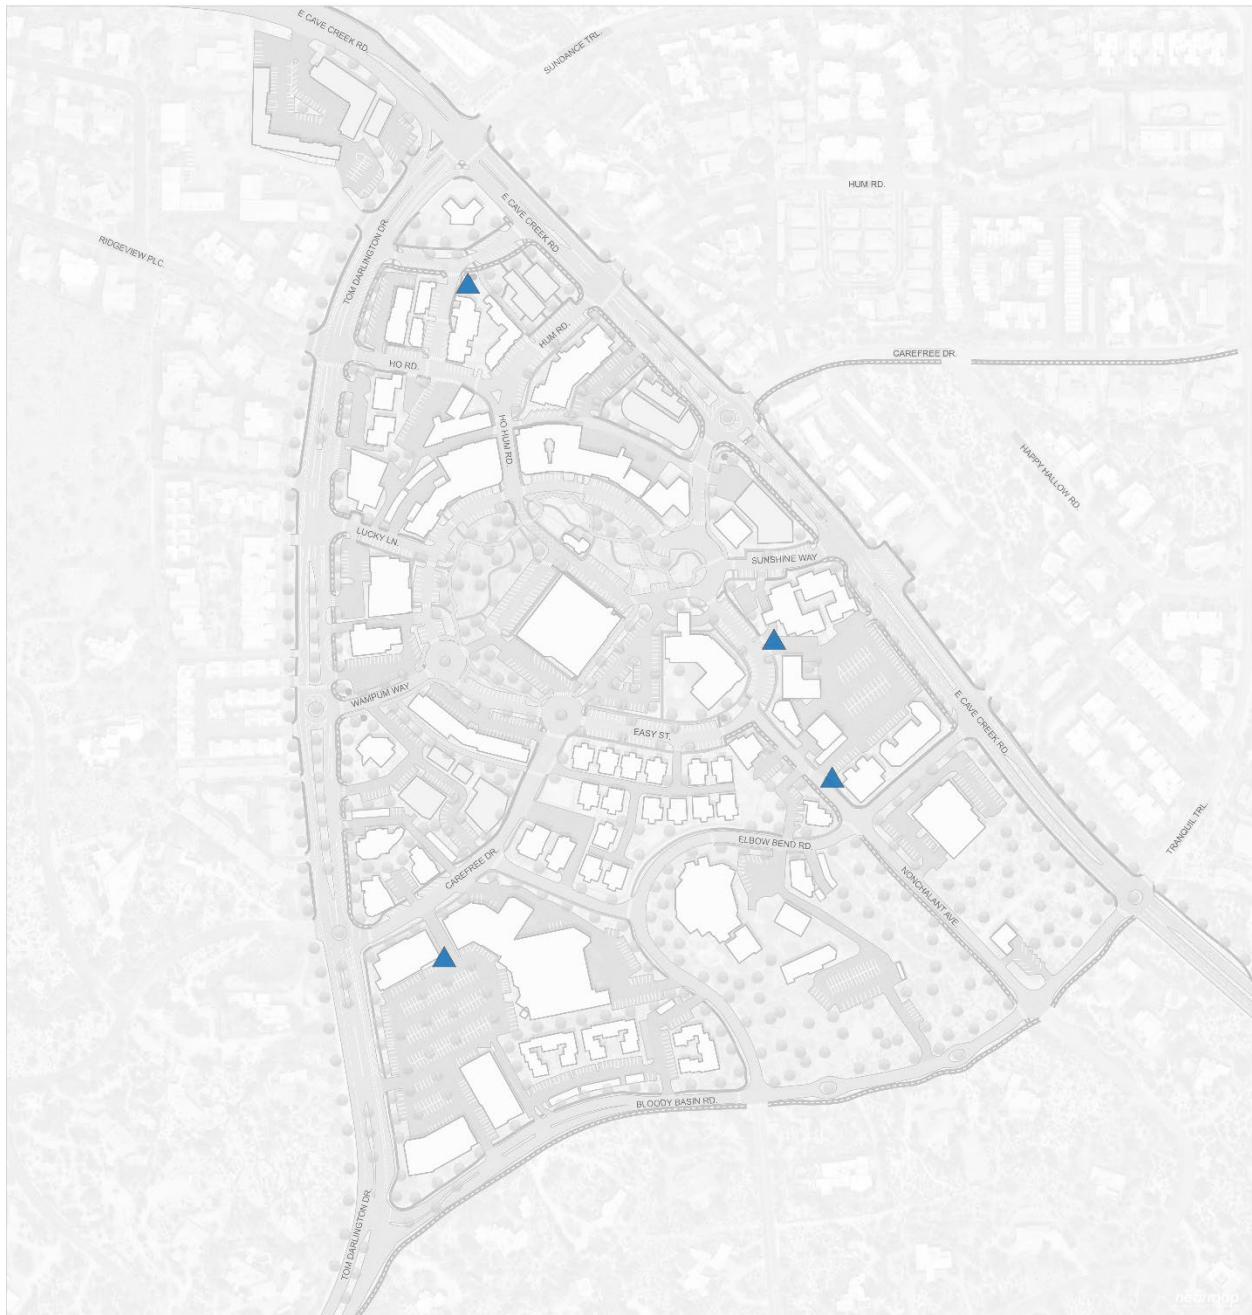 E CAVE CREEK RD.
SUNDANCE TRL.
HUM RD.
E CAVE CREEK RD.
TOM DARLINGTON DR.
RIDGEVIEW PLC.
HUM RD.
CAREFREE DR.
HO RD.
HO HUM RD.
HAPPY HALLOW RD.
LUCKY LN.
SUNSHINE WAY
WAMPUM WAY
E CAVE CREEK RD.
EASY ST.
TRANQUIL TRL.
ELBOW BEND RD.
CAREFREE DR.
NONCHALANT AVE
BLOODY BASIN RD.
TOM DARLINGTON DR.
nearmap